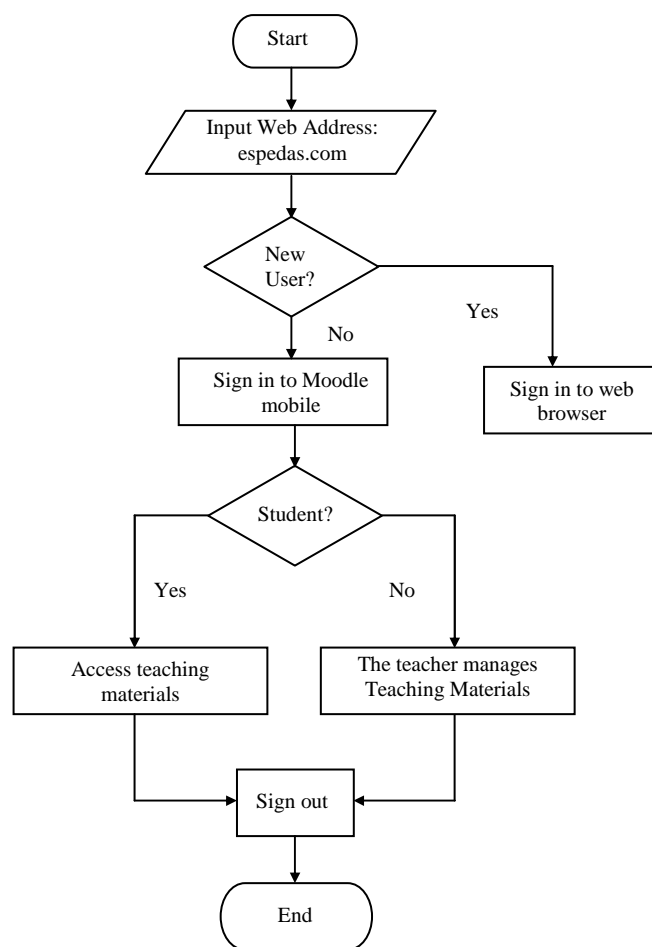 Start
Input Web Address:
espedas.com
New
User?
Yes
No
Sign in to Moodle
mobile
Sign in to web
browser
Student?
Yes
No
Access teaching
materials
The teacher manages
Teaching Materials
Sign out
End